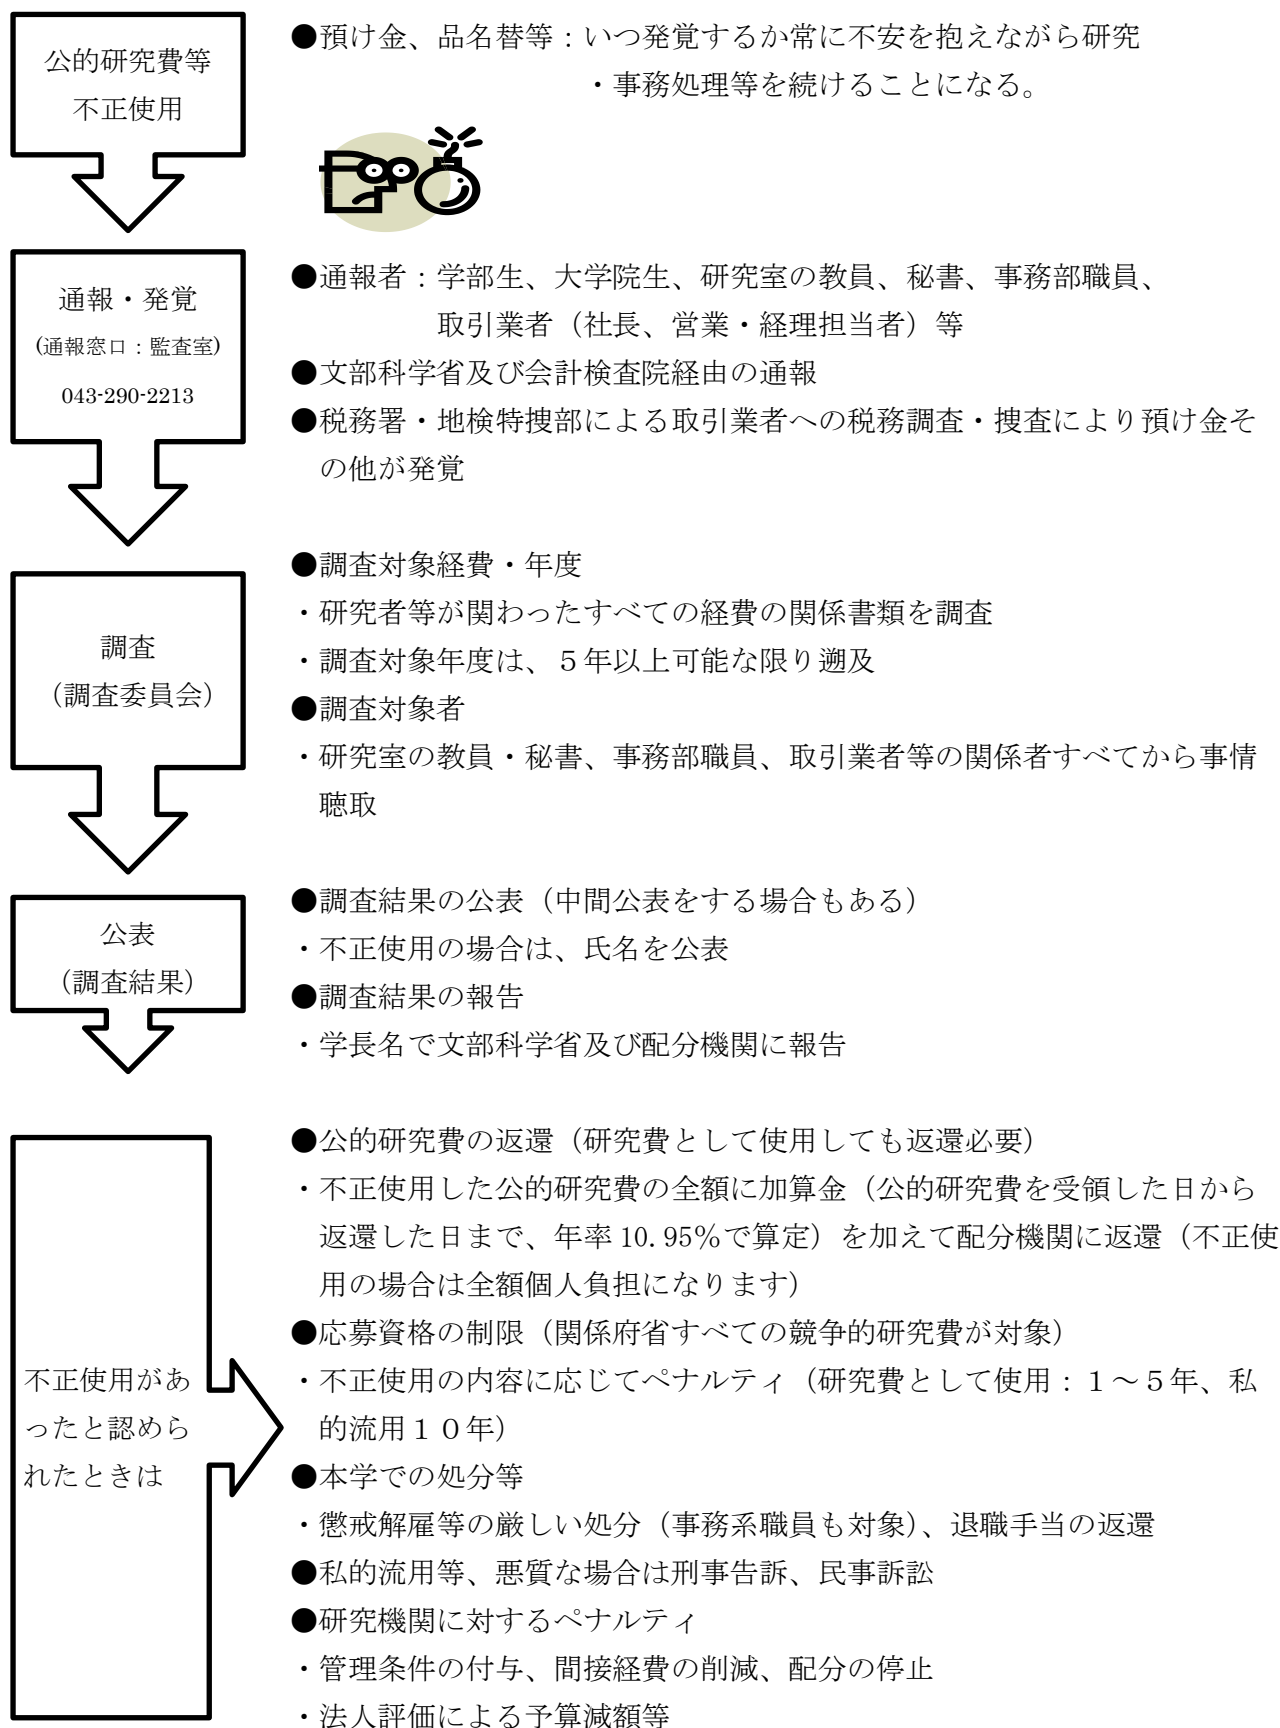 公的研究費等
不正使用
●預け金、品名替等：いつ発覚するか常に不安を抱えながら研究
・事務処理等を続けることになる。
通報・発覚
(通報窓口：監査室)
043-290-2213
●通報者：学部生、大学院生、研究室の教員、秘書、事務部職員、
取引業者（社長、営業・経理担当者）等
●文部科学省及び会計検査院経由の通報
●税務署・地検特捜部による取引業者への税務調査・捜査により預け金そ
の他が発覚
調査
（調査委員会）
●調査対象経費・年度
・研究者等が関わったすべての経費の関係書類を調査
・調査対象年度は、５年以上可能な限り遡及
●調査対象者
・研究室の教員・秘書、事務部職員、取引業者等の関係者すべてから事情
聴取
公表
（調査結果）
●調査結果の公表（中間公表をする場合もある）
・不正使用の場合は、氏名を公表
●調査結果の報告
・学長名で文部科学省及び配分機関に報告
不正使用があ
ったと認めら
れたときは
●公的研究費の返還（研究費として使用しても返還必要）
・不正使用した公的研究費の全額に加算金（公的研究費を受領した日から
返還した日まで、年率 10.95％で算定）を加えて配分機関に返還（不正使
用の場合は全額個人負担になります）
●応募資格の制限（関係府省すべての競争的研究費が対象）
・不正使用の内容に応じてペナルティ（研究費として使用：１～５年、私
的流用１０年）
●本学での処分等
・懲戒解雇等の厳しい処分（事務系職員も対象）、退職手当の返還
●私的流用等、悪質な場合は刑事告訴、民事訴訟
●研究機関に対するペナルティ
・管理条件の付与、間接経費の削減、配分の停止
・法人評価による予算減額等